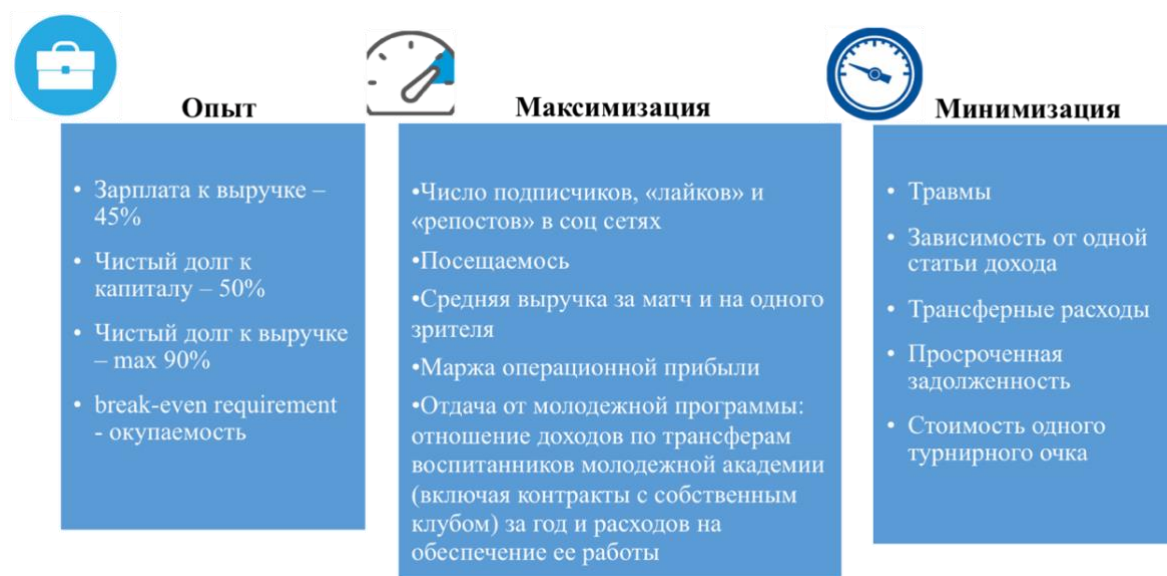 Опыт
• Зарплата к выручке –
45%
• Чистый долг к
капиталу – 50%
• Чистый долг к выручке
– max 90%
• break-even requirement
- окупаемость
Максимизация
•Число подписчиков, «лайков» и
«репостов» в соц сетях
•Посещаемось
•Средняя выручка за матч и на одного
зрителя
•Маржа операционной прибыли
•Отдача от молодежной программы:
отношение доходов по трансферам
воспитанников молодежной академии
(включая контракты с собственным
клубом) за год и расходов на
обеспечение ее работы
Минимизация
• Травмы
• Зависимость от одной
статьи дохода
• Трансферные расходы
• Просроченная
задолженность
• Стоимость одного
турнирного очка